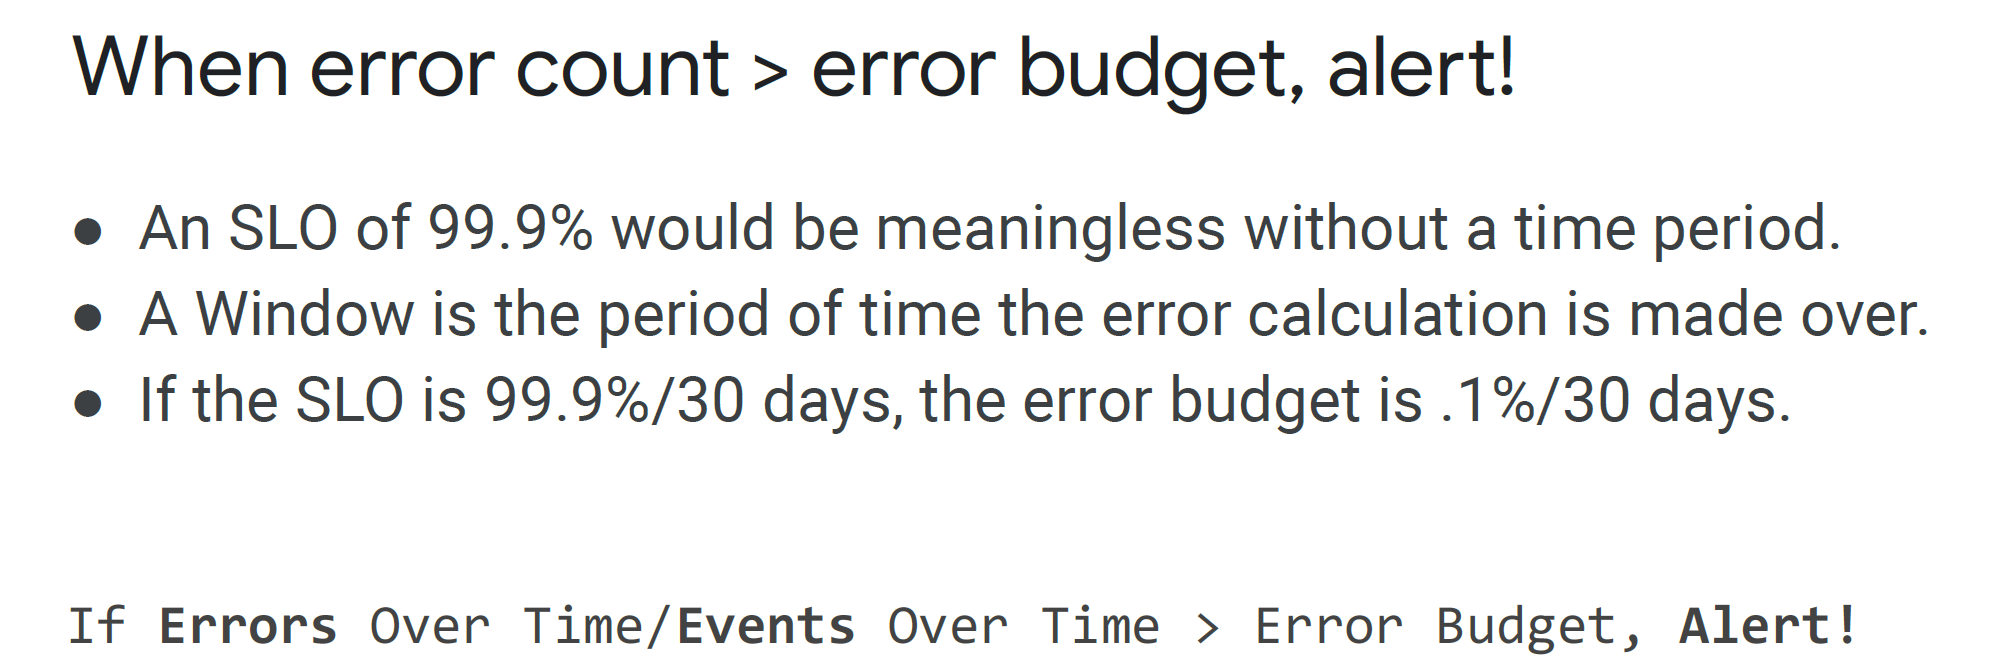 When error count > error budget, alert!
● An SLO of 99.9% would be meaningless without a time period.
● A Window is the period of time the error calculation is made over.
● If the SLO is 99.9%/30 days, the error budget is .1%/30 days.
If Errors Over Time/Events Over Time > Error Budget, Alert!